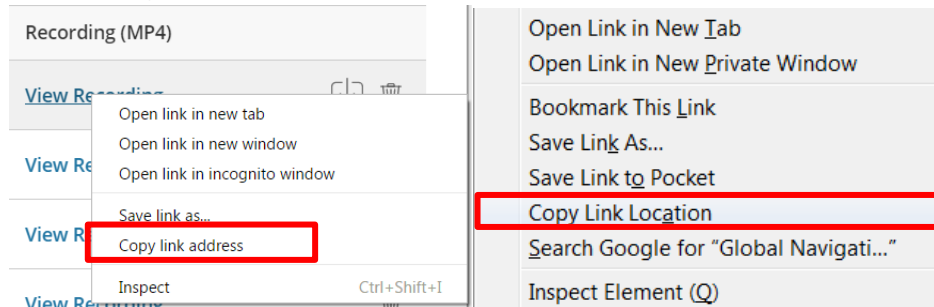 Recording (MP4)
View Recording
Open link in new tab
Open link in new window
View Re
Open link in incognito window
Save link as...
View R
Copy link address
Inspect Ctrl+Shift+I
View Recording
Open Link in New Tab
Open Link in New Private Window
Bookmark This Link
Save Link As...
Save Link to Pocket
Copy Link Location
Search Google for “Global Navigati...”
Inspect Element (Q)